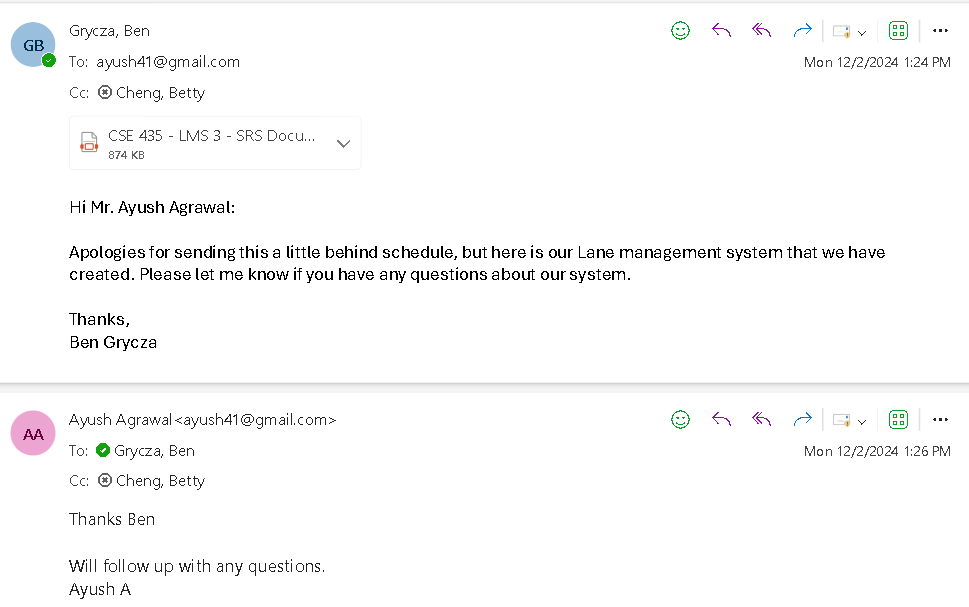 GB
Grycza, Ben
To: ayush41@gmail.com
Mon 12/2/2024 1:24 PM
Cc: Cheng, Betty
CSE 435 - LMS 3 - SRS Docu...
874 KB
Hi Mr. Ayush Agrawal:
Apologies for sending this a little behind schedule, but here is our Lane management system that we have
created. Please let me know if you have any questions about our system.
Thanks,
Ben Grycza
AA
Ayush Agrawal<ayush41@gmail.com>
To: Grycza, Ben
Mon 12/2/2024 1:26 PM
Cc: Cheng, Betty
Thanks Ben
Will follow up with any questions.
Ayush A